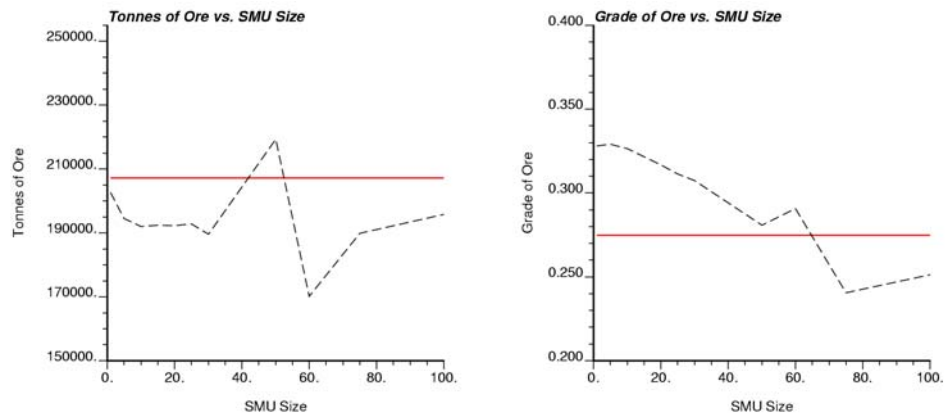 Tonnes of Ore vs. SMU Size
250000.
230000.
210000.
190000.
170000.
150000.
Tonnes of Ore
0. 20. 40. 60. 80. 100.
SMU Size
Grade of Ore vs. SMU Size
0.400
0.350
0.300
0.250
0.200
Grade of Ore
0. 20. 40. 60. 80. 100.
SMU Size